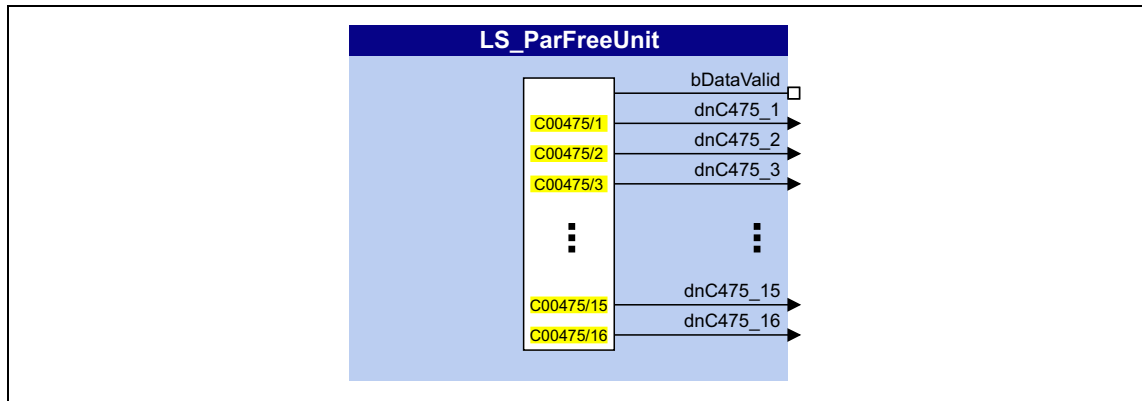 LS_ParFreeUnit
bDataValid
C00475/1 dnC475_1
C00475/2 dnC475_2
C00475/3 dnC475_3
C00475/15 dnC475_15
C00475/16 dnC475_16